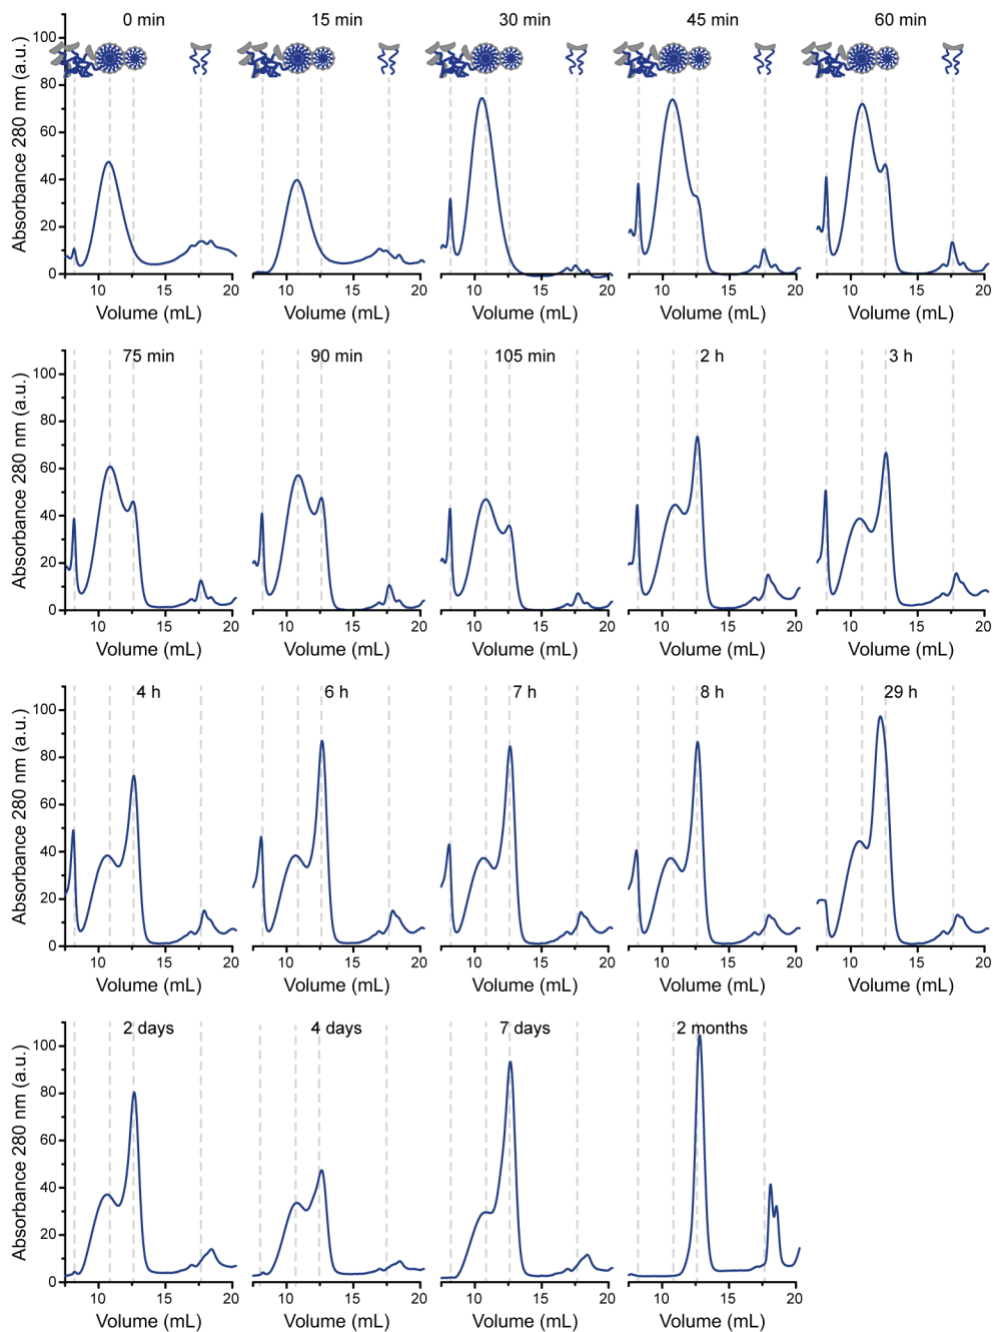 0 min 15 min 30 min 45 min 60 min
Absorbance 280 nm (a.u.)
100
80
60
40
20
0
10 15 20 10 15 20 10 15 20 10 15 20 10 15 20
Volume (mL) Volume (mL) Volume (mL) Volume (mL) Volume (mL)
75 min 90 min 105 min 2 h 3 h
Absorbance 280 nm (a.u.)
100
80
60
40
20
0
10 15 20 10 15 20 10 15 20 10 15 20 10 15 20
Volume (mL) Volume (mL) Volume (mL) Volume (mL) Volume (mL)
4 h 6 h 7 h 8 h 29 h
Absorbance 280 nm (a.u.)
100
80
60
40
20
0
10 15 20 10 15 20 10 15 20 10 15 20 10 15 20
Volume (mL) Volume (mL) Volume (mL) Volume (mL) Volume (mL)
2 days 4 days 7 days 2 months
Absorbance 280 nm (a.u.)
100
80
60
40
20
0
10 15 20 10 15 20 10 15 20 10 15 20
Volume (mL) Volume (mL) Volume (mL) Volume (mL)